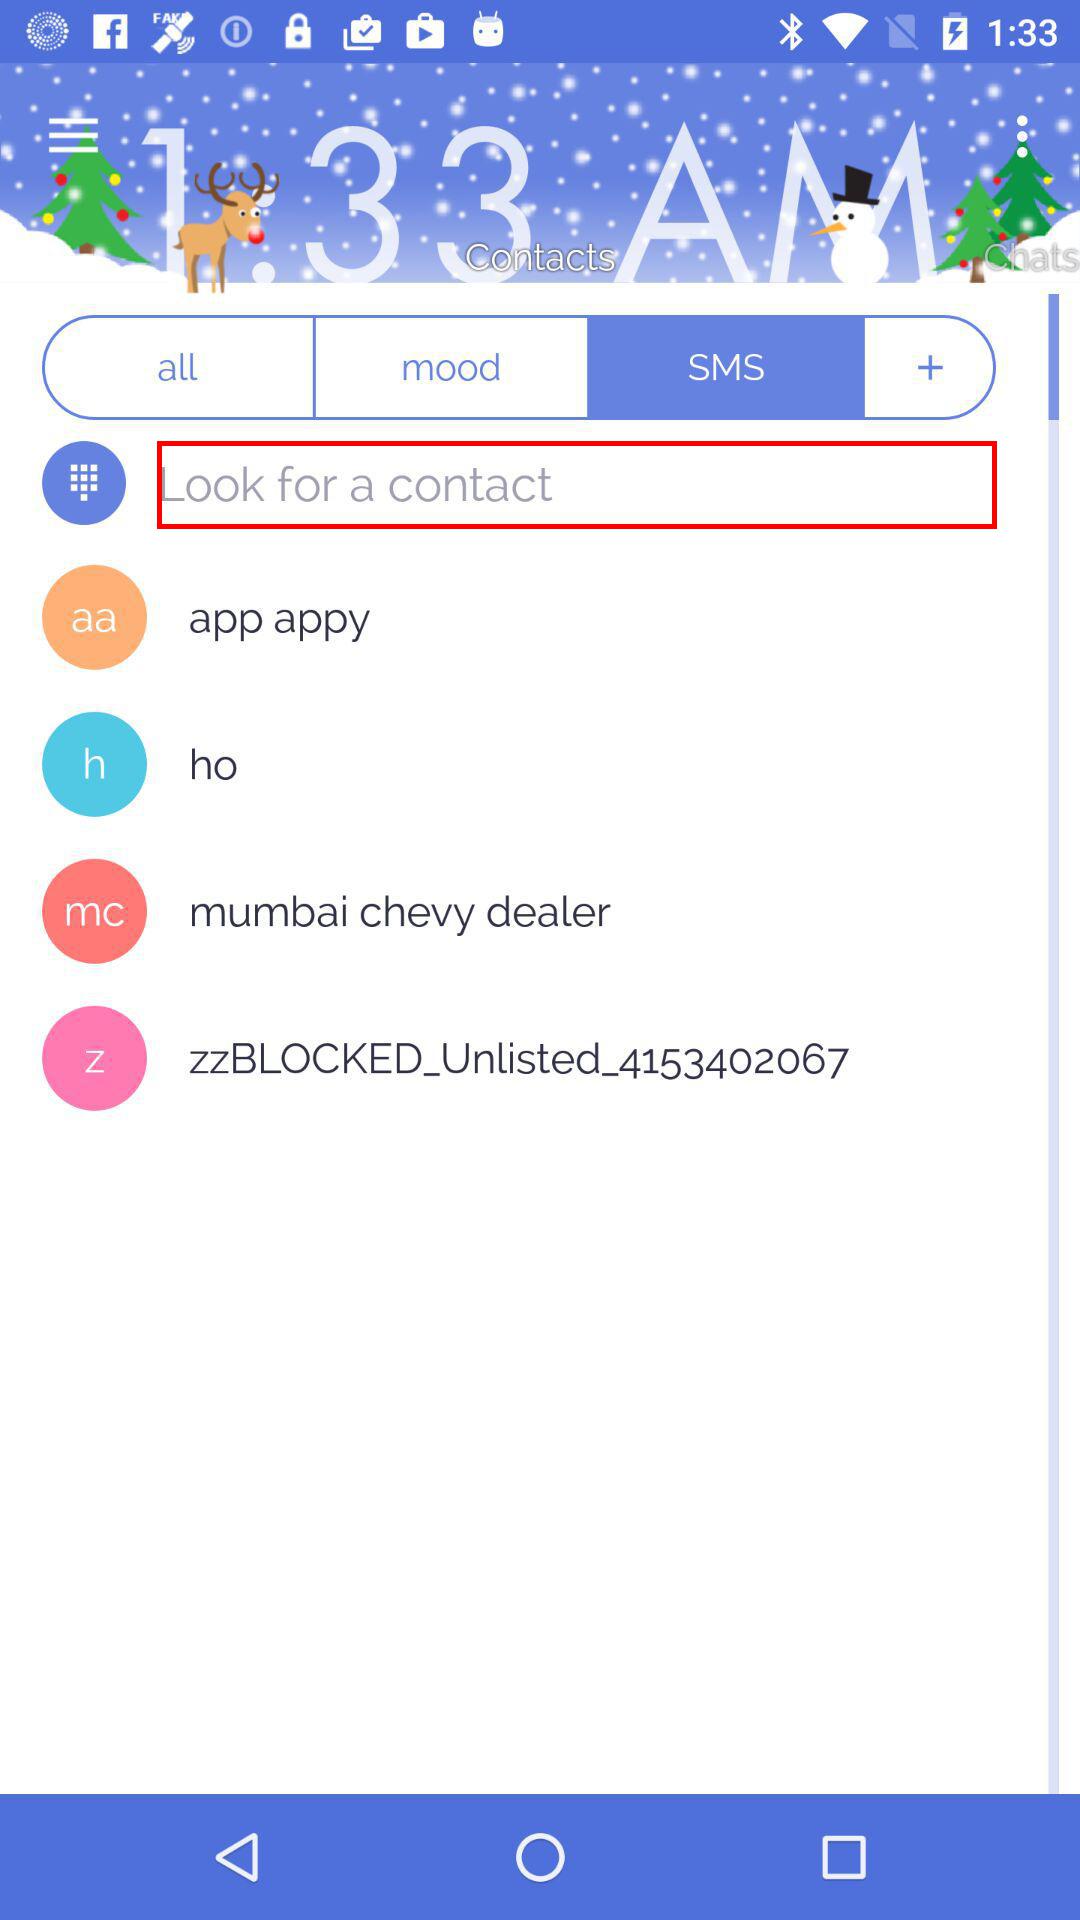 FAKE
1:33
1:33 AM
Contacts
Chats
all
mood
SMS
+
Look for a contact
aa
app appy
h
ho
mc
mumbai chevy dealer
z
zzBLOCKED_Unlisted_4153402067